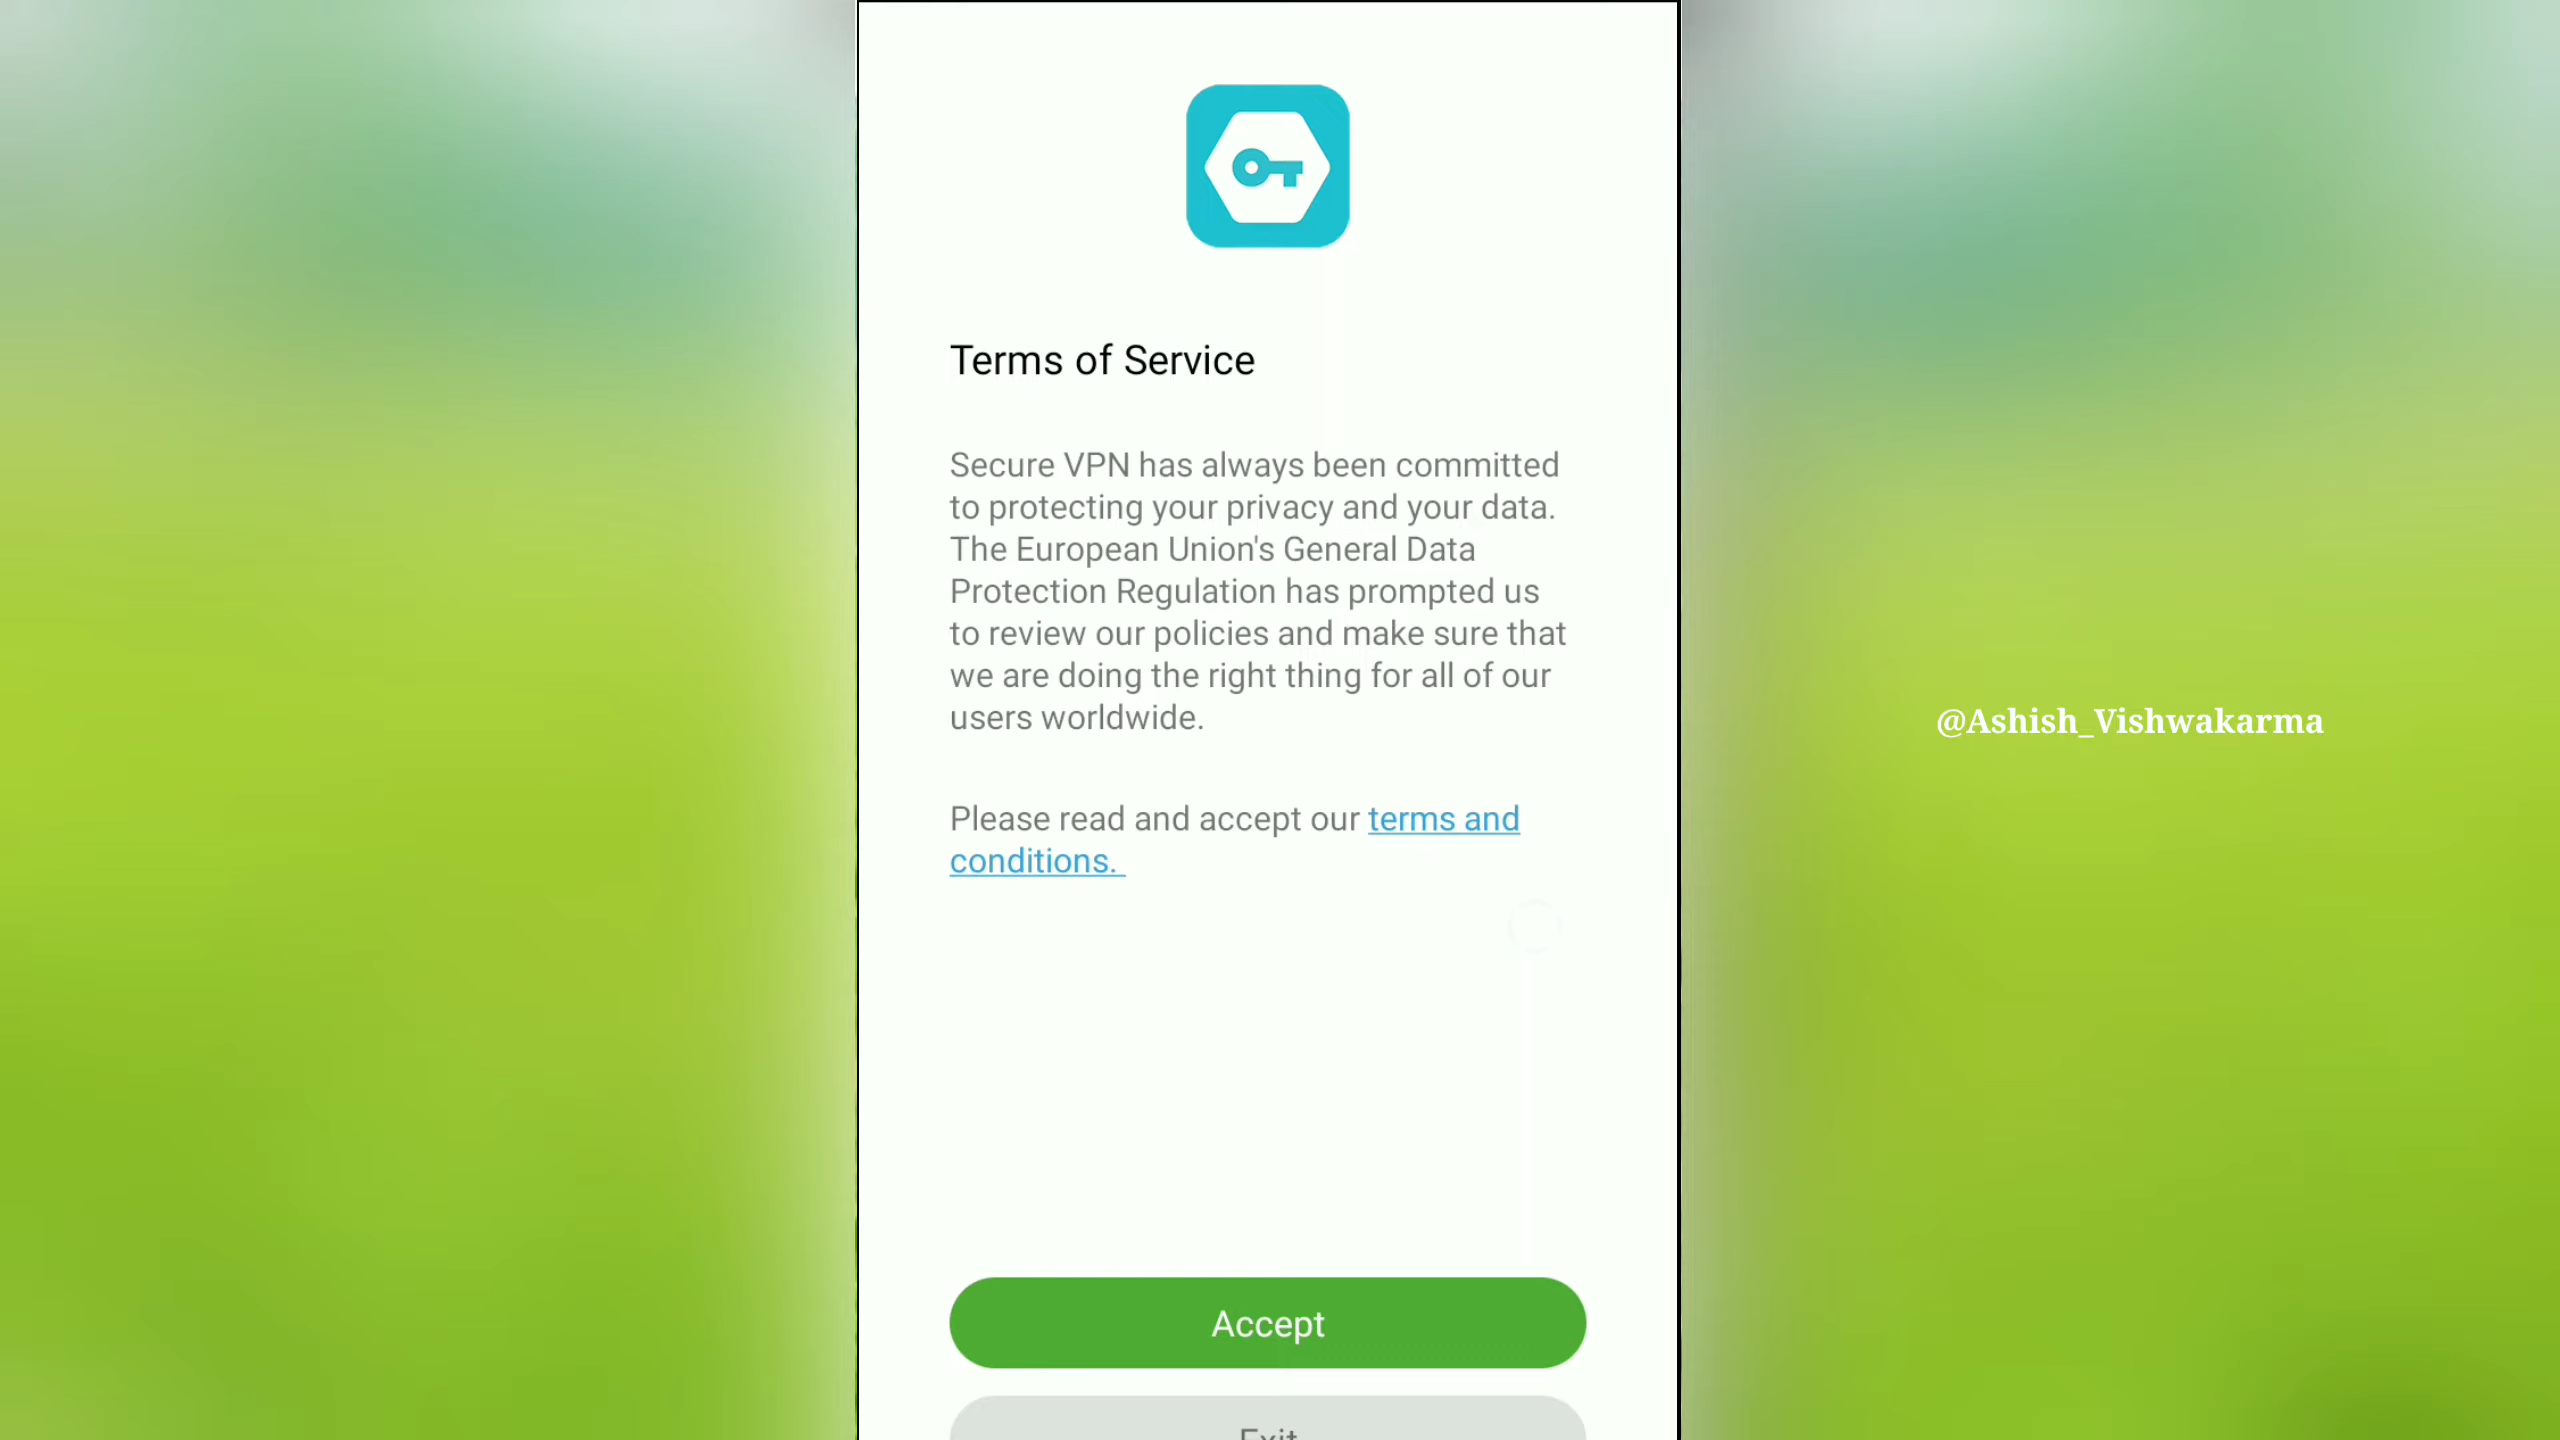 Terms of Service
Secure VPN has always been committed
to protecting your privacy and your data.
The European Union's General Data
Protection Regulation has prompted us
to review our policies and make sure that
we are doing the right thing for all of our
users worldwide.
Please read and accept our terms and
conditions.
Accept
Exit
@Ashish_Vishwakarma